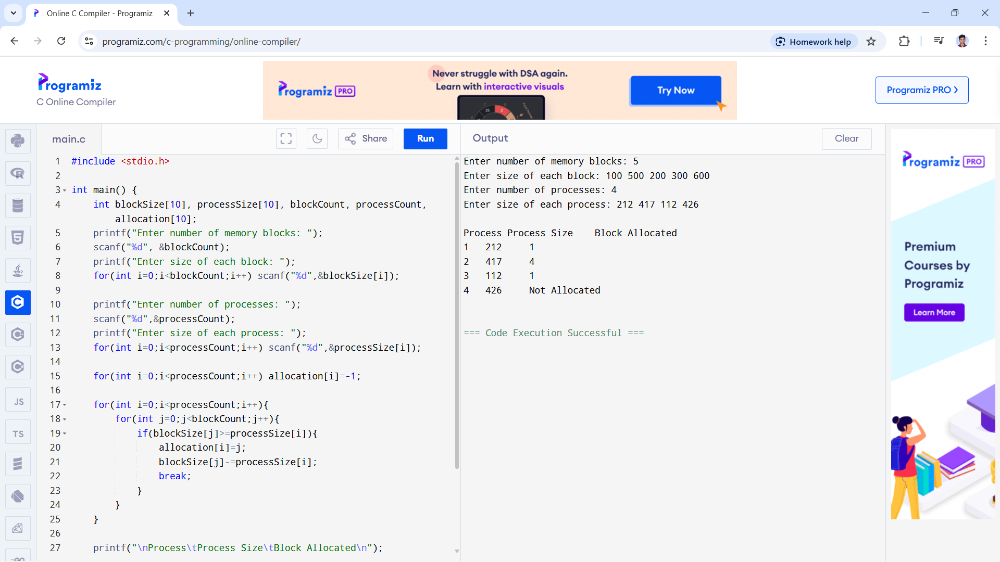 Online C Compiler - Programiz
programiz.com/c-programming/online-compiler/
Homework help
Programiz
C Online Compiler
Programiz PRO
Never struggle with DSA again.
Learn with interactive visuals
Try Now
Programiz PRO >
main.c
Share
Run
Output
Clear
1 #include <stdio.h>
2
3 int main() {
4 int blockSize[10], processSize[10], blockCount, processCount,
allocation[10];
5 printf("Enter number of memory blocks: ");
6 scanf("%d", &blockCount);
7 printf("Enter size of each block: ");
8 for(int i=0;i<blockCount;i++) scanf("%d",&blockSize[i]);
9
10 printf("Enter number of processes: ");
11 scanf("%d",&processCount);
12 printf("Enter size of each process: ");
13 for(int i=0;i<processCount;i++) scanf("%d",&processSize[i]);
14
15 for(int i=0;i<processCount;i++) allocation[i]=-1;
16
17 for(int i=0;i<processCount;i++){
18 for(int j=0;j<blockCount;j++){
19 if(blockSize[j]>=processSize[i]){
20 allocation[i]=j;
21 blockSize[j]-=processSize[i];
22 break;
23 }
24 }
25 }
26
27 printf("\nProcess\tProcess Size\tBlock Allocated\n");
Enter number of memory blocks: 5
Enter size of each block: 100 500 200 300 600
Enter number of processes: 4
Enter size of each process: 212 417 112 426
Process Process Size Block Allocated
1 212 1
2 417 4
3 112 1
4 426 Not Allocated
=== Code Execution Successful ===
JS
TS
Programiz PRO
Premium
Courses by
Programiz
Learn More